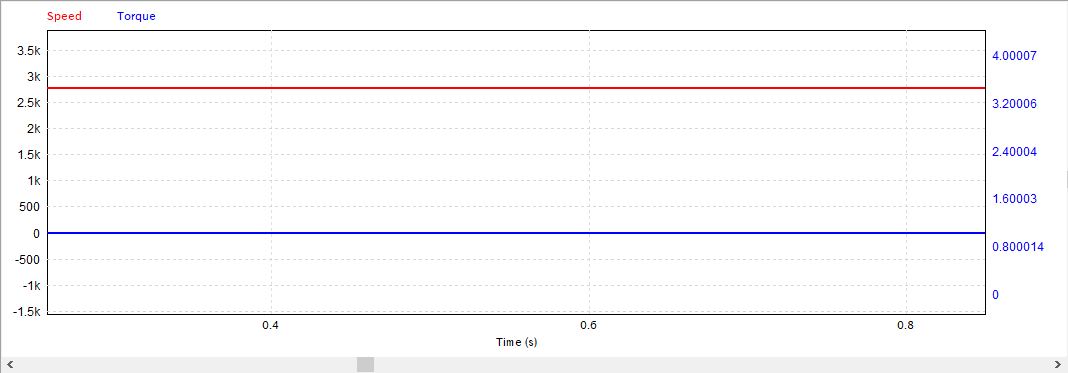 Speed Torque
3.5k
3k
2.5k
2k
1.5k
1k
500
0
-500
-1k
-1.5k
4.00007
3.20006
2.40004
1.60003
0.800014
0
0.4 0.6 0.8
Time (s)